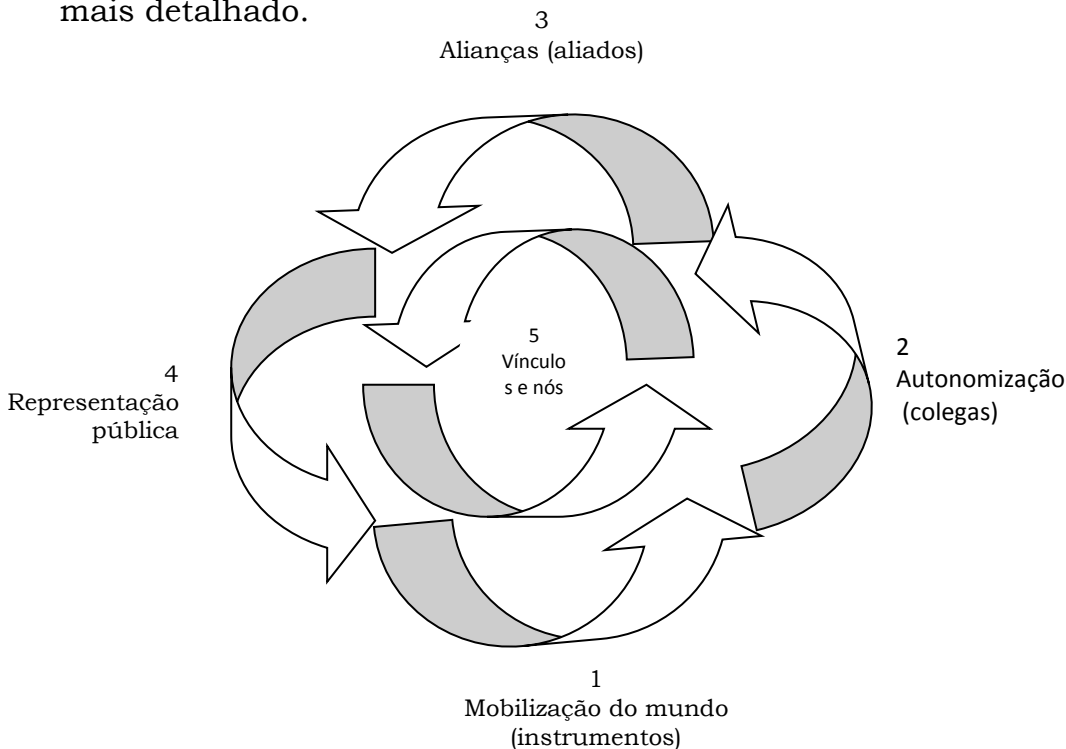 mais detalhado.
3
Alianças (aliados)
5
Vínculo
s e nós
2
Autonomização
(colegas)
4
Representação
pública
1
Mobilização do mundo
(instrumentos)